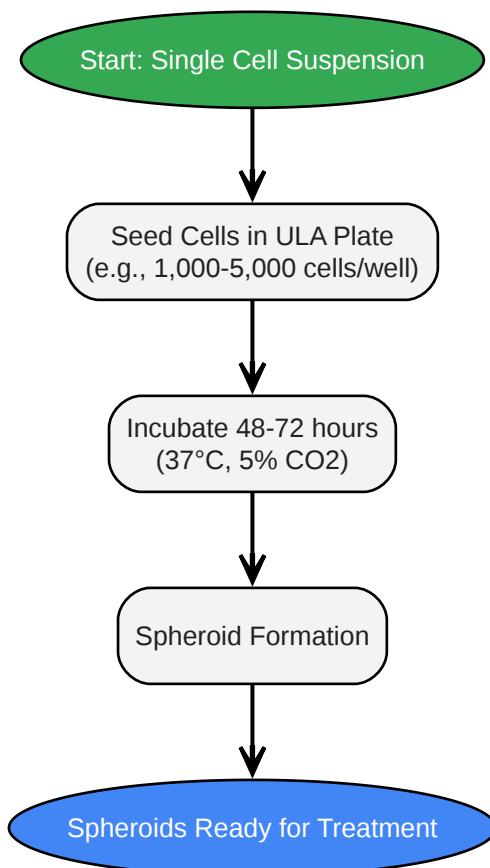 Start: Single Cell Suspension
Seed Cells in ULA Plate
(e.g., 1,000-5,000 cells/well)
Incubate 48-72 hours
(37°C, 5% CO2)
Spheroid Formation
Spheroids Ready for Treatment